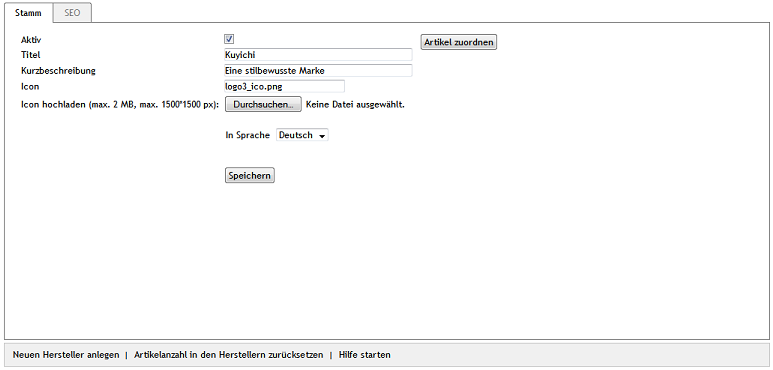 Stamm SEO
Aktiv Artikel zuordnen
Titel Kuyichi
Kurzbeschreibung Eine stilbewusste Marke
Icon logo3_ico.png
Icon hochladen (max. 2 MB, max. 1500*1500 px): Durchsuchen... Keine Datei ausgewählt.
In Sprache Deutsch
Speichern
Neuen Hersteller anlegen | Artikelanzahl in den Herstellern zurücksetzen | Hilfe starten